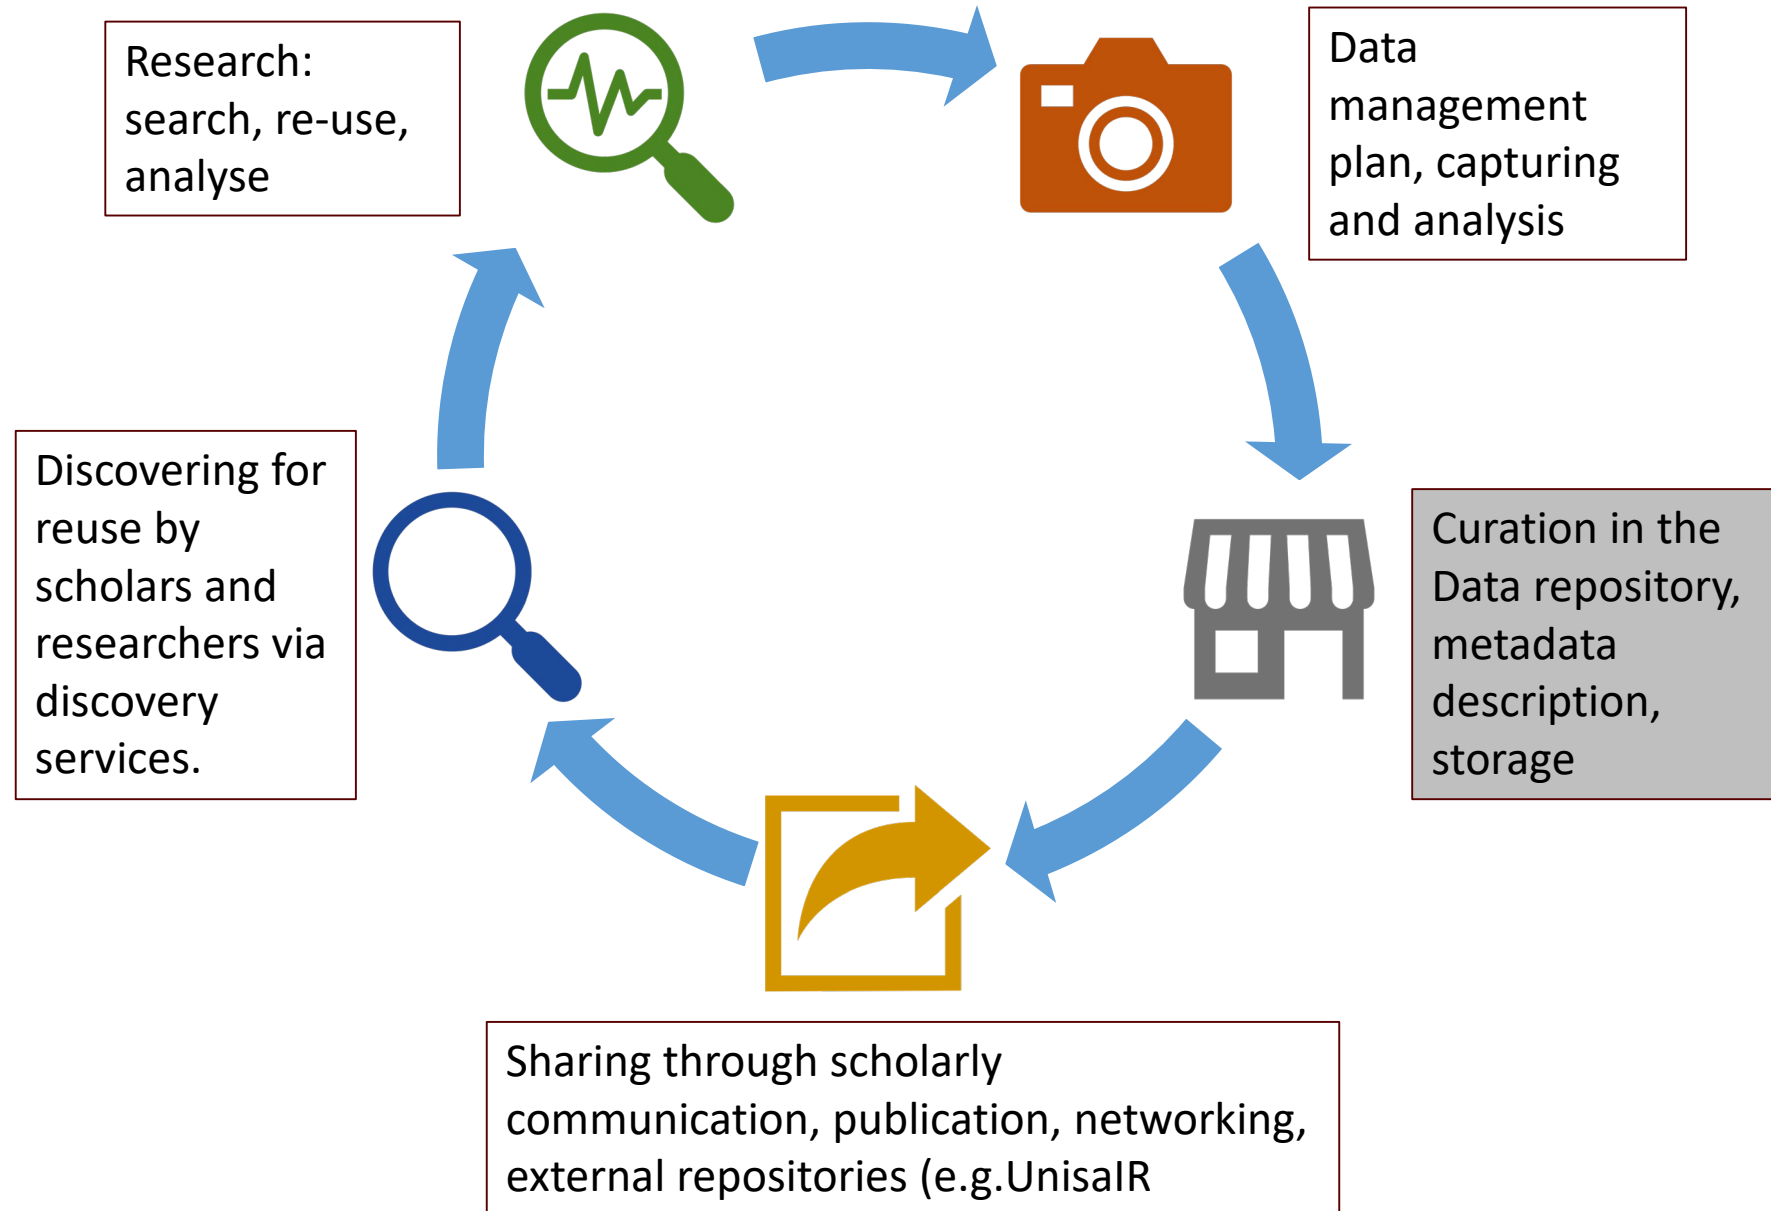 Research:
search, re-use,
analyse
Data
management
plan, capturing
and analysis
Curation in the
Data repository,
metadata
description,
storage
Sharing through scholarly
communication, publication, networking,
external repositories (e.g.UnisaIR
Discovering for
reuse by
scholars and
researchers via
discovery
services.